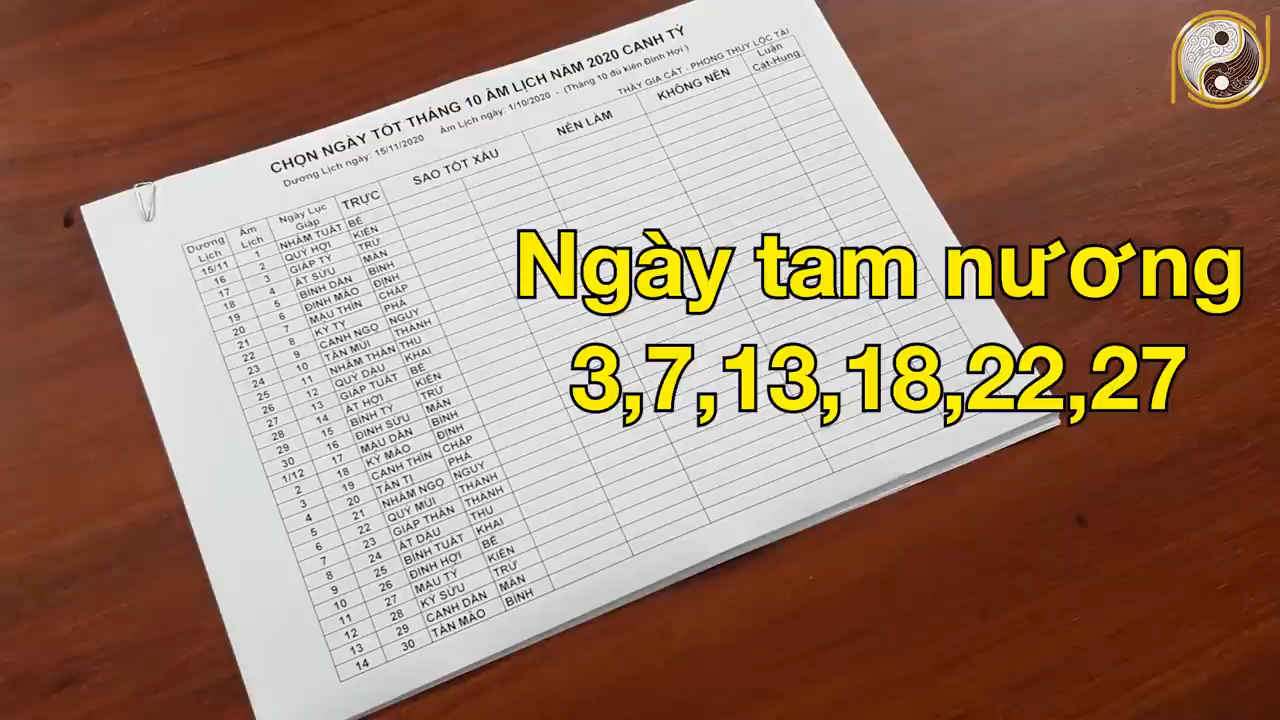 CHỌN NGÀY TỐT THÁNG 10 ÂM LỊCH NĂM 2020 CANH TÝ
Dương Lịch ngày: 15/11/2020 Âm Lịch ngày: 1/10/2020 - (Tháng 10 đủ kiến Đinh Hợi )
THẦY GIA CÁT - PHONG THỦY LỘC TÀI
Dương Lịch Âm Lịch Ngày Lục Giáp TRỰC SAO TỐT XẤU NÊN LÀM KHÔNG NÊN Luận Cát-Hung
15/11 1 NHÂM TUẤT BẾ
16 2 QUÝ HỢI KIÊN
17 3 GIÁP TÝ TRỪ
18 4 ẤT SỬU MÃN
19 5 BÍNH DẦN BÌNH
20 6 ĐINH MÃO ĐỊNH
21 7 MẬU THÌN CHẤP
22 8 KỶ TỴ PHÁ
23 9 CANH NGỌ NGUY
24 10 TÂN MÙI THÀNH
25 11 NHÂM THÂN THU
26 12 QUÝ DẬU KHAI
27 13 GIÁP TUẤT BẾ
28 14 ẤT HỢI KIÊN
29 15 BÍNH TÝ TRỪ
30 16 ĐINH SỬU MÃN
1/12 17 MẬU DẦN BÌNH
2 18 KỶ MÃO ĐỊNH
3 19 CANH THÌN CHẤP
4 20 TÂN TỊ PHÁ
5 21 NHÂM NGỌ NGUY
6 22 QUÝ MÙI THÀNH
7 23 GIÁP THÂN THÀNH
8 24 ẤT DẬU THU
9 25 BÍNH TUẤT KHAI
10 26 ĐINH HỢI BẾ
11 27 MẬU TÝ KIÊN
12 28 KỶ SỬU TRỪ
13 29 CANH DẦN MÃN
14 30 TÂN MÃO BÌNH
Ngày tam nương
3,7,13,18,22,27